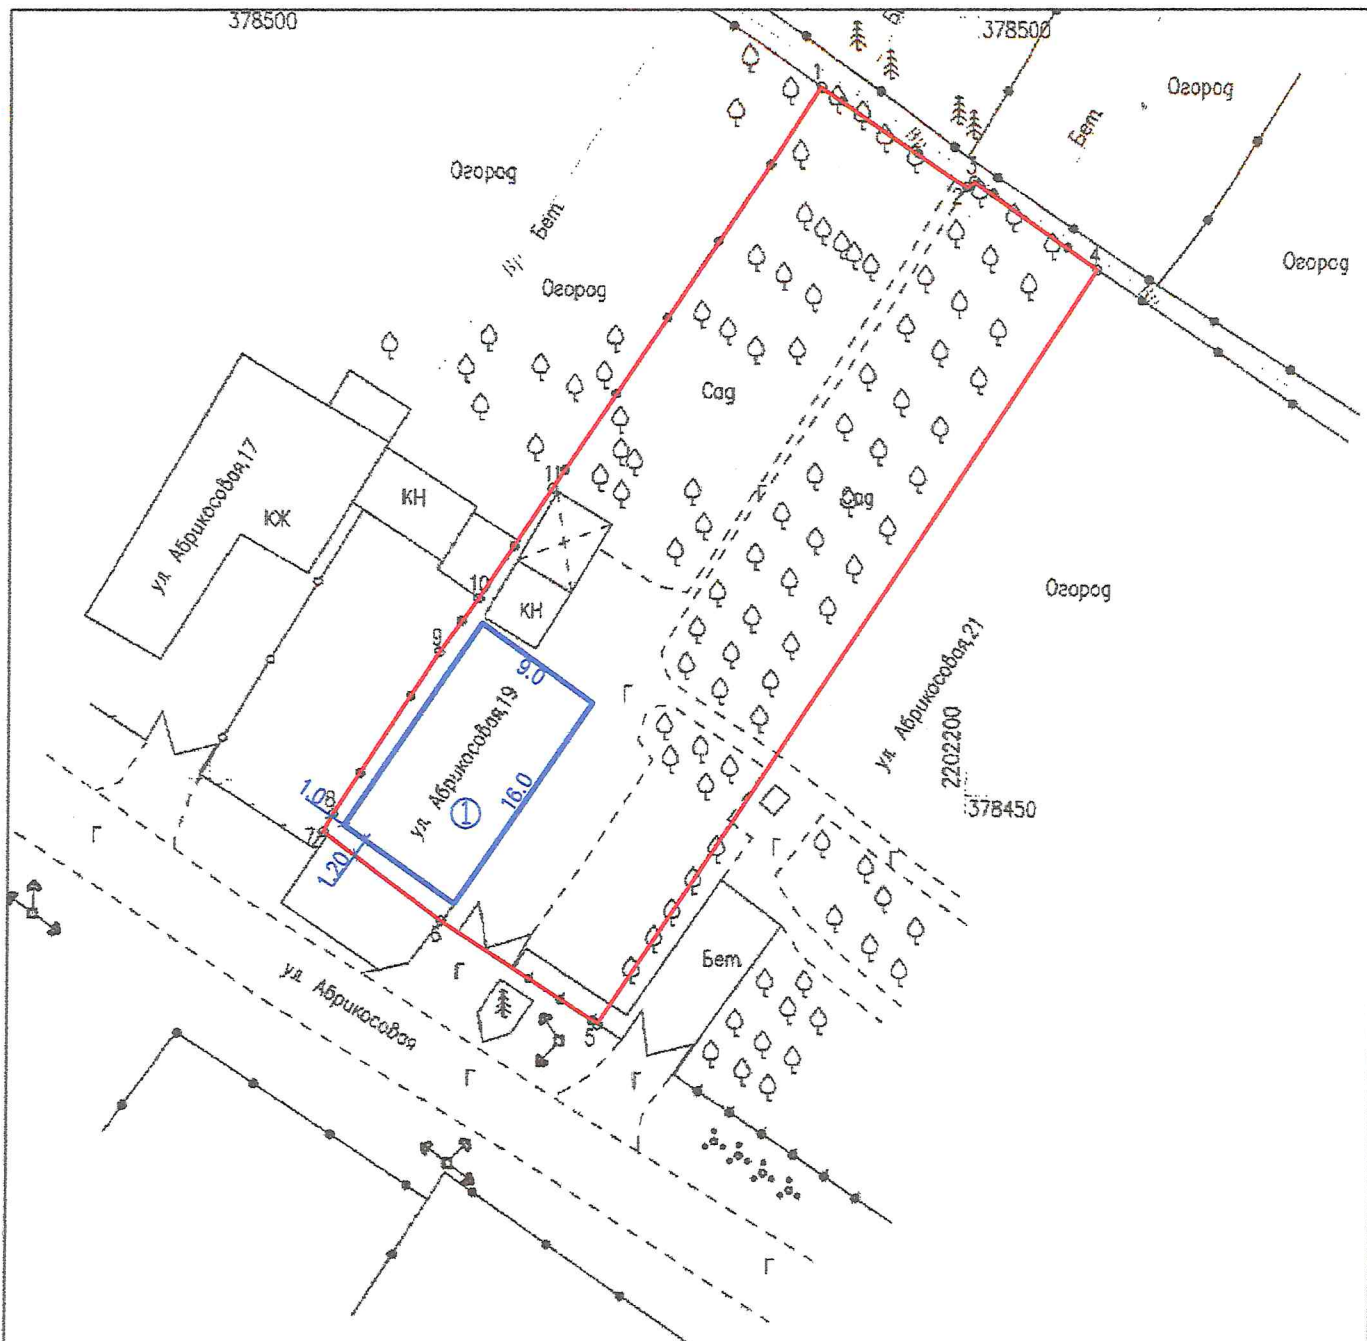 378500
378500
1
Огород
Бет.
Огород
3
2
Бет.
4
Огород
Огород
Сад
ул. Абрикосовая,17
КЖ
КН
11
Сад
10
КН
Огород
9
9.0
Г
ул. Абрикосовая,19
16.0
1
ул. Абрикосовая,21
2202200
378450
1.0
8
7
1.20
Г
Г
6
Г
Бет.
ул. Абрикосовая
5
Г
Г
Г